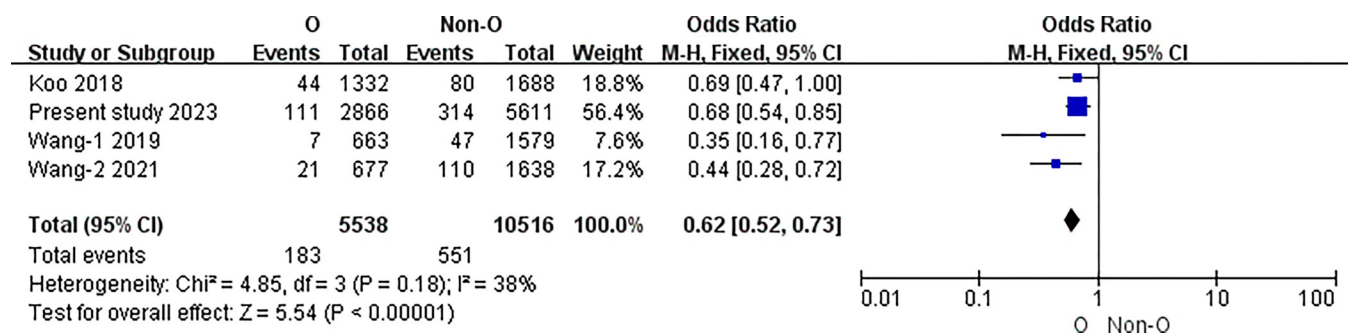 O Non-O Odds Ratio Odds Ratio
Study or Subgroup Events Total Events Total Weight M-H, Fixed, 95% CI M-H, Fixed, 95% CI
Koo 2018 44 1332 80 1688 18.8% 0.69 [0.47, 1.00]
Present study 2023 111 2866 314 5611 56.4% 0.68 [0.54, 0.85]
Wang-1 2019 7 663 47 1579 7.6% 0.35 [0.16, 0.77]
Wang-2 2021 21 677 110 1638 17.2% 0.44 [0.28, 0.72]
Total (95% CI) 5538 10516 100.0% 0.62 [0.52, 0.73]
Total events 183 551
Heterogeneity: Chi² = 4.85, df = 3 (P = 0.18); I² = 38%
Test for overall effect: Z = 5.54 (P < 0.00001)
0.01 0.1 1 10 100
O Non-O